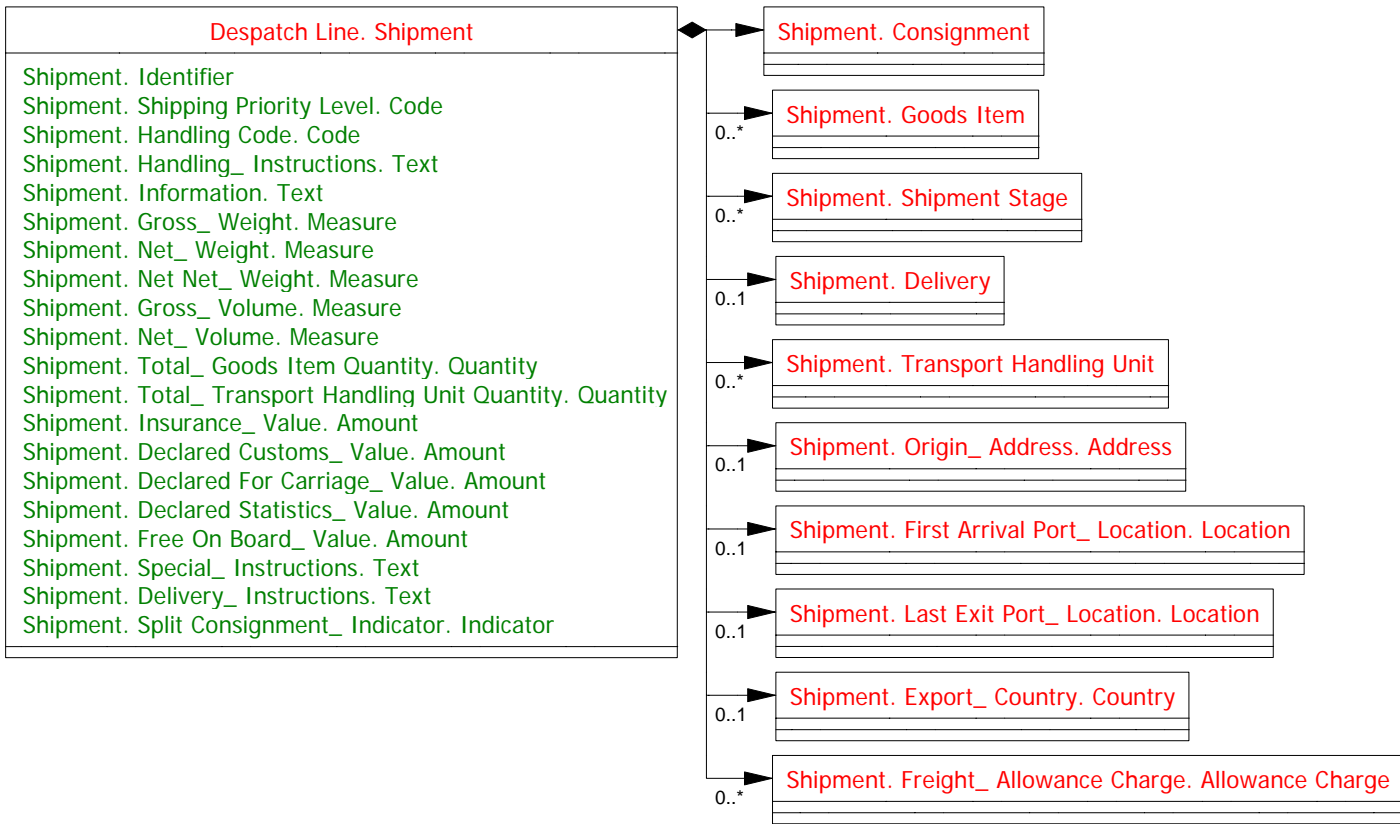 Despatch Line. Shipment
Shipment. Identifier
Shipment. Shipping Priority Level. Code
Shipment. Handling Code. Code
Shipment. Handling_ Instructions. Text
Shipment. Information. Text
Shipment. Gross_ Weight. Measure
Shipment. Net_ Weight. Measure
Shipment. Net Net_ Weight. Measure
Shipment. Gross_ Volume. Measure
Shipment. Net_ Volume. Measure
Shipment. Total_ Goods Item Quantity. Quantity
Shipment. Total_ Transport Handling Unit Quantity. Quantity
Shipment. Insurance_ Value. Amount
Shipment. Declared Customs_ Value. Amount
Shipment. Declared For Carriage_ Value. Amount
Shipment. Declared Statistics_ Value. Amount
Shipment. Free On Board_ Value. Amount
Shipment. Special_ Instructions. Text
Shipment. Delivery_ Instructions. Text
Shipment. Split Consignment_ Indicator. Indicator
Shipment. Consignment
Shipment. Goods Item
0..*
Shipment. Shipment Stage
0..*
Shipment. Delivery
0..1
Shipment. Transport Handling Unit
0..*
Shipment. Origin_ Address. Address
0..1
Shipment. First Arrival Port_ Location. Location
0..1
Shipment. Last Exit Port_ Location. Location
0..1
Shipment. Export_ Country. Country
0..1
Shipment. Freight_ Allowance Charge. Allowance Charge
0..*